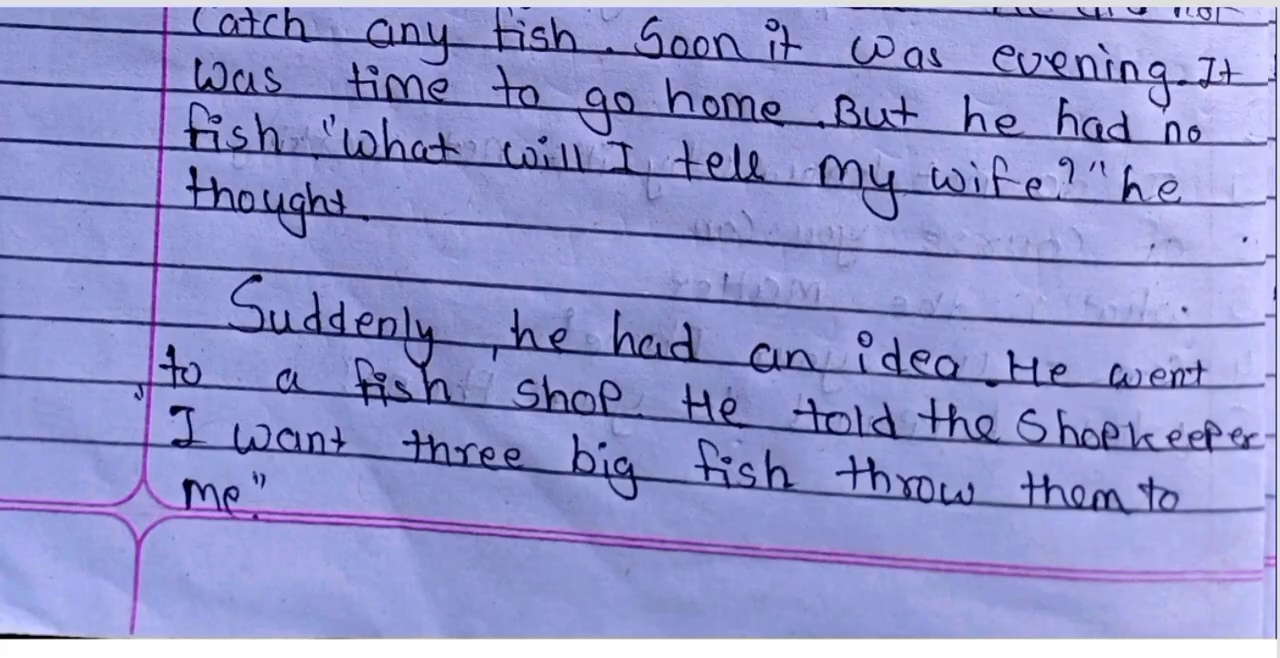 catch any fish. Soon it was evening. It
was time to go home. But he had no
fish. "What will I tell my wife?" he
thought.
Suddenly, he had an idea. He went
to a fish shop. He told the Shopkeeper
" I want three big fish throw them to
me".